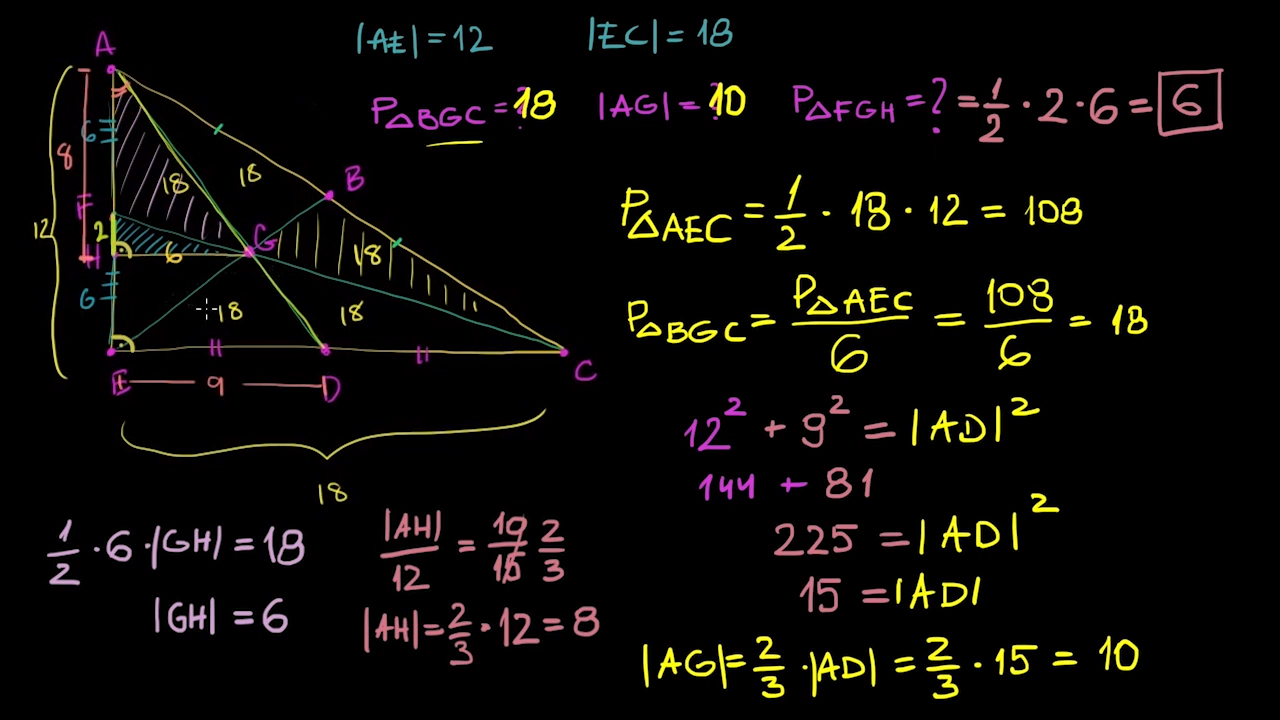 |AE| = 12
|EC| = 18
P△BGC = ? 18
|AG| = ? 10
P△FGH = ? = 1/2 · 2 · 6 = 6
A
6
8
18
18
B
F
12
2
G
H
6
18
6
18
18
E
9
D
C
18
P△AEC = 1/2 · 18 · 12 = 108
P△BGC = P△AEC/6 = 108/6 = 18
12² + 9² = |AD|²
144 + 81
225 = |AD|²
15 = |AD|
|AG| = 2/3 · |AD| = 2/3 · 15 = 10
1/2 · 6 · |GH| = 18
|GH| = 6
|AH|/12 = 10/15 2/3
|AH| = 2/3 · 12 = 8